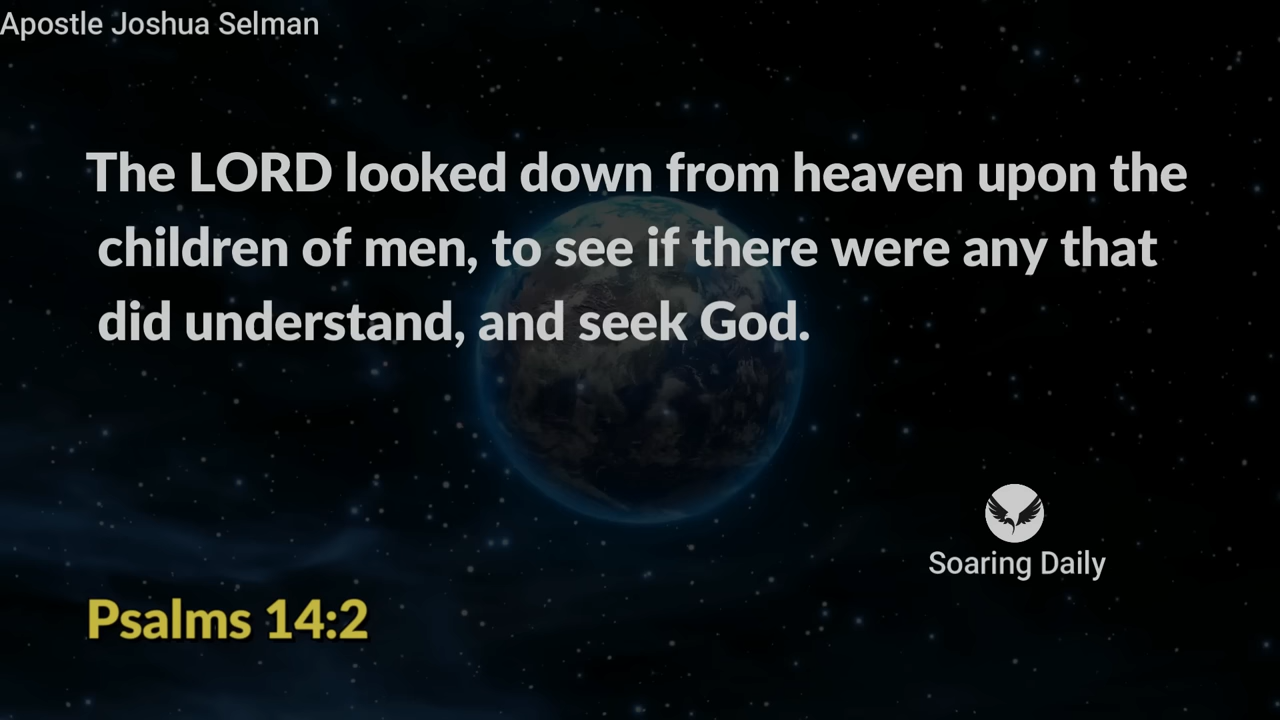 Apostle Joshua Selman
The LORD looked down from heaven upon the
children of men, to see if there were any that
did understand, and seek God.
Soaring Daily
Psalms 14:2